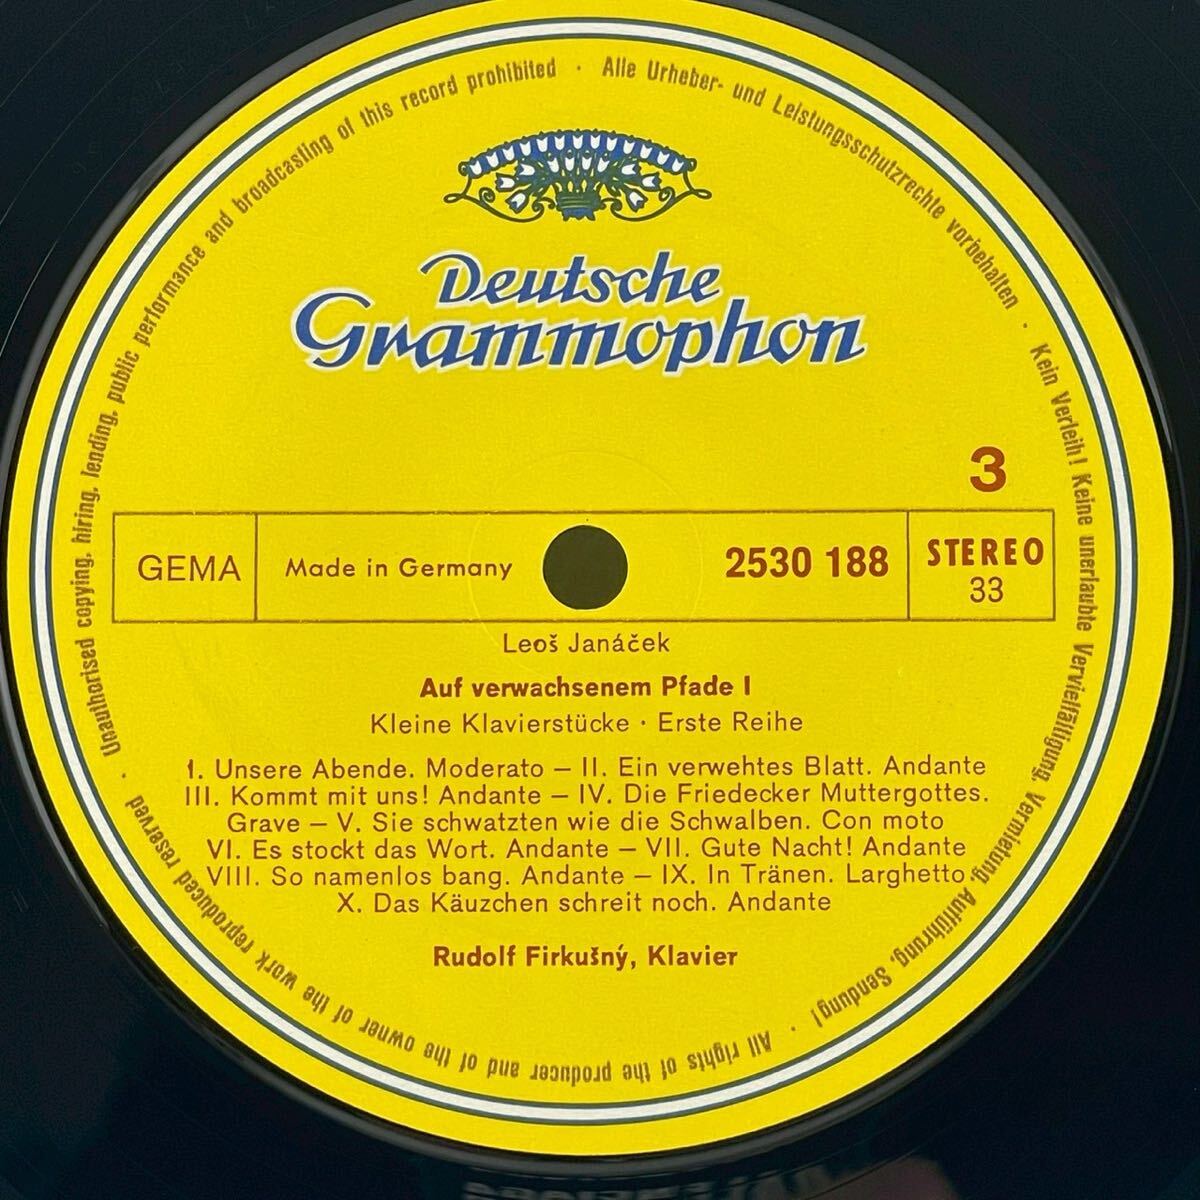 Deutsche
Grammophon
3
GEMA
Made in Germany
2530 188
STEREO
33
Leoš Janáček
Auf verwachsenem Pfade I
Kleine Klavierstücke · Erste Reihe
1. Unsere Abende. Moderato – II. Ein verwehtes Blatt. Andante
III. Kommt mit uns! Andante – IV. Die Friedecker Muttergottes.
Grave – V. Sie schwatzten wie die Schwalben. Con moto
VI. Es stockt das Wort. Andante – VII. Gute Nacht! Andante
VIII. So namenlos bang. Andante – IX. In Tränen. Larghetto
X. Das Käuzchen schreit noch. Andante
Rudolf Firkušný, Klavier
Alle Urheber- und Leistungsschutzrechte vorbehalten · Kein Verleih! Keine unerlaubte Vervielfältigung, Vermietung, Aufführung, Sendung! · All rights of the producer and of the owner of the work reproduced reserved · Unauthorised copying, hiring, lending, public performance and broadcasting of this record prohibited ·